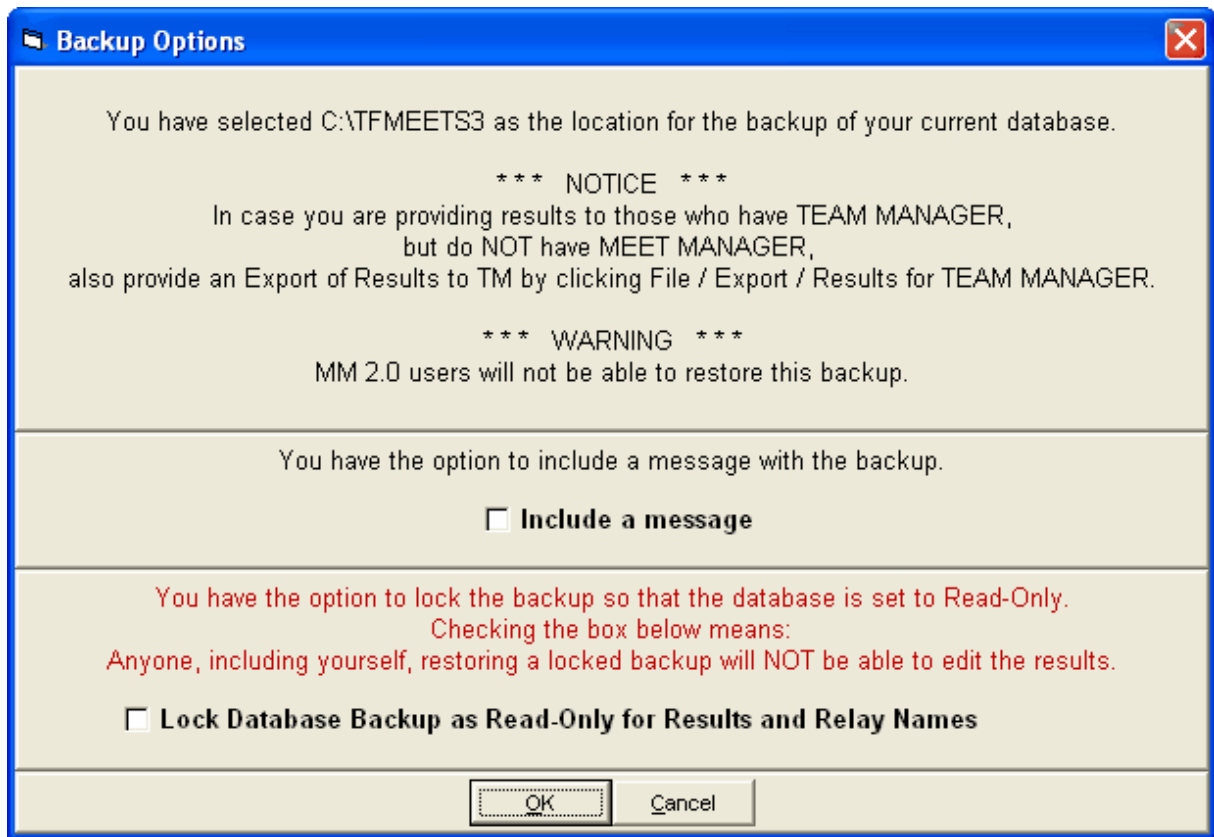 Backup Options
You have selected C:\TFMEETS3 as the location for the backup of your current database.
* * *   NOTICE   * * *
In case you are providing results to those who have TEAM MANAGER,
but do NOT have MEET MANAGER,
also provide an Export of Results to TM by clicking File / Export / Results for TEAM MANAGER.
* * *   WARNING   * * *
MM 2.0 users will not be able to restore this backup.
You have the option to include a message with the backup.
Include a message
You have the option to lock the backup so that the database is set to Read-Only.
Checking the box below means:
Anyone, including yourself, restoring a locked backup will NOT be able to edit the results.
Lock Database Backup as Read-Only for Results and Relay Names
OK Cancel